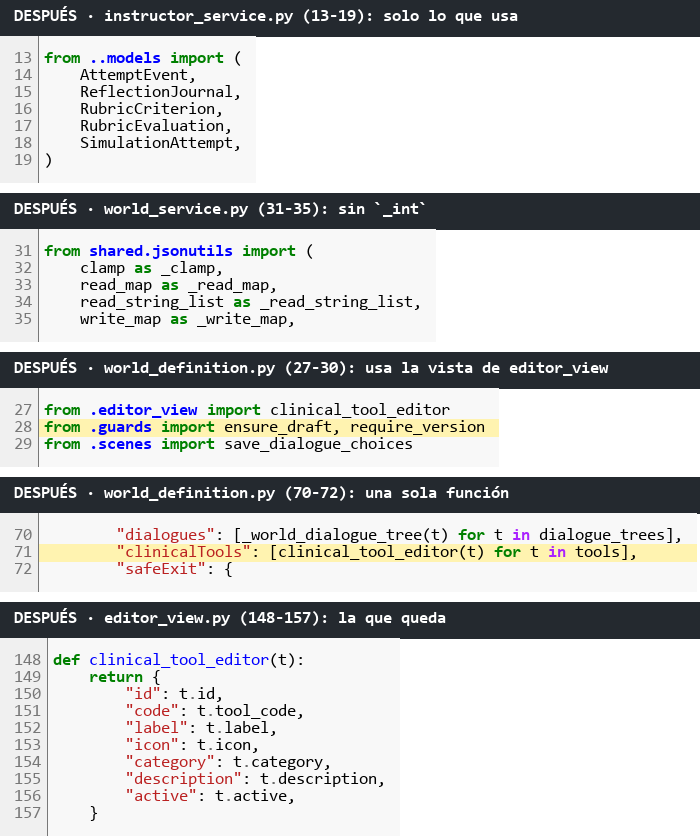 DESPUÉS · instructor_service.py (13-19): solo lo que usa
13 from ..models import (
14     AttemptEvent,
15     ReflectionJournal,
16     RubricCriterion,
17     RubricEvaluation,
18     SimulationAttempt,
19 )
DESPUÉS · world_service.py (31-35): sin `_int`
31 from shared.jsonutils import (
32     clamp as _clamp,
33     read_map as _read_map,
34     read_string_list as _read_string_list,
35     write_map as _write_map,
DESPUÉS · world_definition.py (27-30): usa la vista de editor_view
27 from .editor_view import clinical_tool_editor
28 from .guards import ensure_draft, require_version
29 from .scenes import save_dialogue_choices
DESPUÉS · world_definition.py (70-72): una sola función
70         "dialogues": [_world_dialogue_tree(t) for t in dialogue_trees],
71         "clinicalTools": [clinical_tool_editor(t) for t in tools],
72         "safeExit": {
DESPUÉS · editor_view.py (148-157): la que queda
148 def clinical_tool_editor(t):
149     return {
150         "id": t.id,
151         "code": t.tool_code,
152         "label": t.label,
153         "icon": t.icon,
154         "category": t.category,
155         "description": t.description,
156         "active": t.active,
157     }